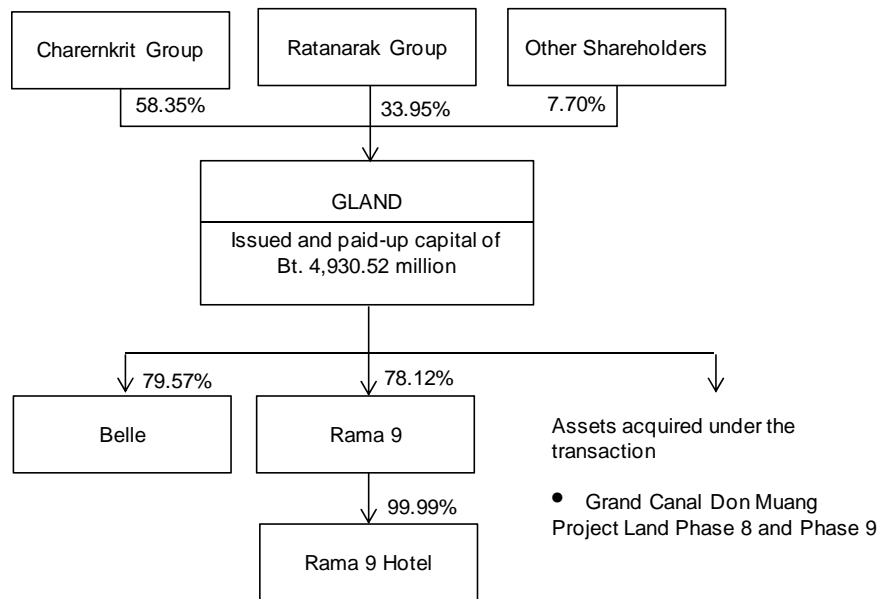 Charernkrit Group
Ratanarak Group
Other Shareholders
58.35%
33.95%
7.70%
GLAND
Issued and paid-up capital of
Bt. 4,930.52 million
79.57%
78.12%
Belle
Rama 9
Assets acquired under the
transaction
● Grand Canal Don Muang
Project Land Phase 8 and Phase 9
99.99%
Rama 9 Hotel